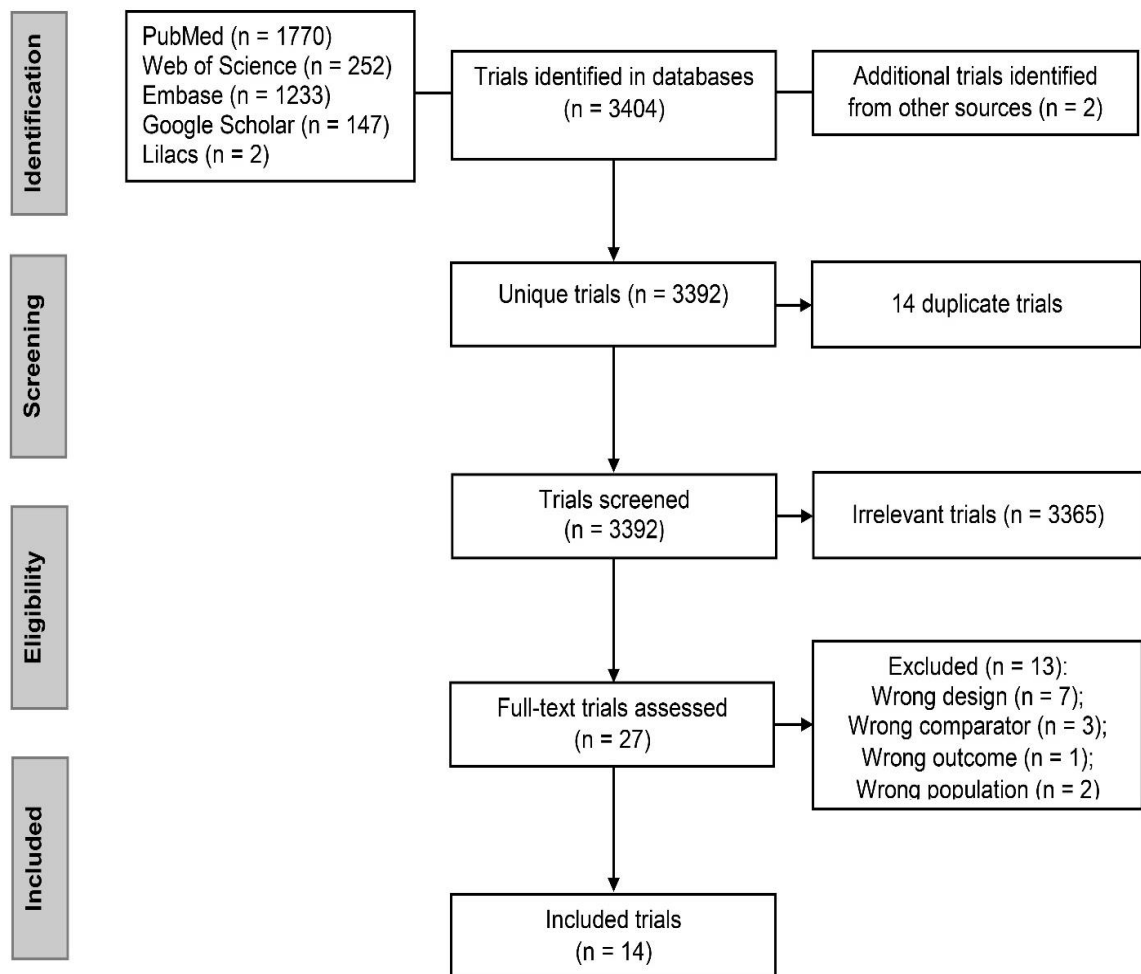 Identification
PubMed (n = 1770)
Web of Science (n = 252)
Embase (n = 1233)
Google Scholar (n = 147)
Lilacs (n = 2)
Trials identified in databases
(n = 3404)
Additional trials identified
from other sources (n = 2)
Screening
Unique trials (n = 3392)
14 duplicate trials
Eligibility
Trials screened
(n = 3392)
Irrelevant trials (n = 3365)
Full-text trials assessed
(n = 27)
Excluded (n = 13):
Wrong design (n = 7);
Wrong comparator (n = 3);
Wrong outcome (n = 1);
Wrong population (n = 2)
Included
Included trials
(n = 14)